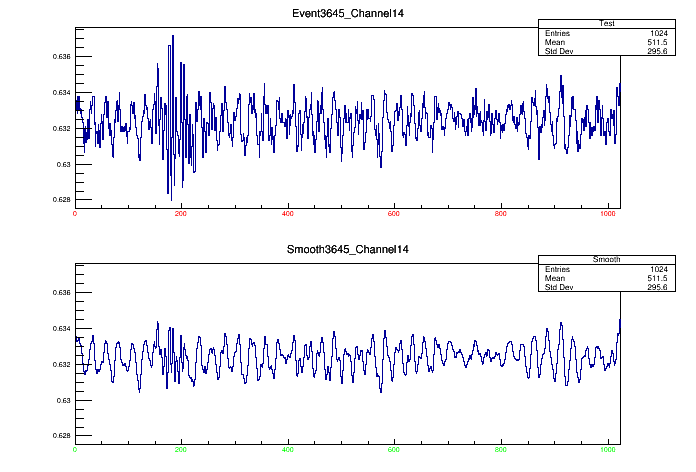 Event3645_Channel14
Test
Entries 1024
Mean 511.5
Std Dev 295.6
0.636
0.634
0.632
0.63
0.628
0 200 400 600 800 1000
Smooth3645_Channel14
Smooth
Entries 1024
Mean 511.5
Std Dev 295.6
0.636
0.634
0.632
0.63
0.628
0 200 400 600 800 1000